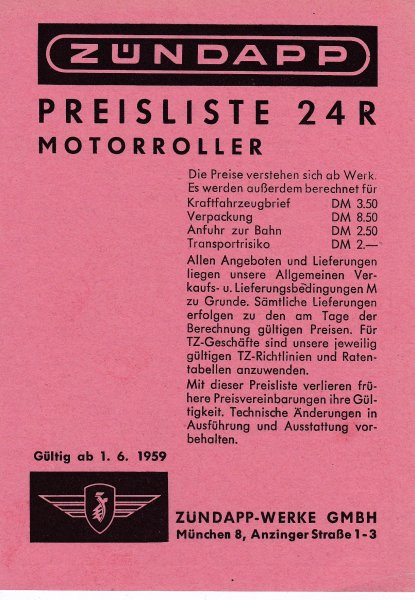 ZÜNDAPP
PREISLISTE 24R
MOTORROLLER
Die Preise verstehen sich ab Werk.
Es werden außerdem berechnet für
Kraftfahrzeugbrief DM 3.50
Verpackung DM 8.50
Anfuhr zur Bahn DM 2.50
Transportrisiko DM 2.—
Allen Angeboten und Lieferungen
liegen unsere Allgemeinen Ver-
kaufs- u. Lieferungsbedingungen M
zu Grunde. Sämtliche Lieferungen
erfolgen zu den am Tage der
Berechnung gültigen Preisen. Für
TZ-Geschäfte sind unsere jeweilig
gültigen TZ-Richtlinien und Raten-
tabellen anzuwenden.
Mit dieser Preisliste verlieren frü-
here Preisvereinbarungen ihre Gül-
tigkeit. Technische Änderungen in
Ausführung und Ausstattung vor-
behalten.
Gültig ab 1. 6. 1959
ZÜNDAPP-WERKE GMBH
München 8, Anzinger Straße 1-3